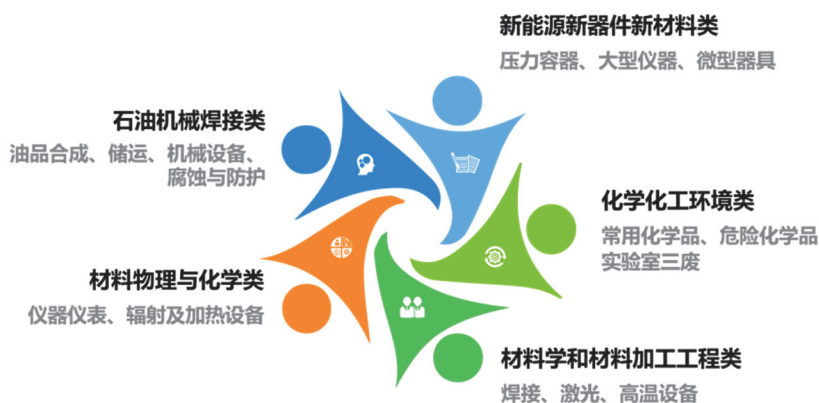 新能源新器件新材料类
压力容器、大型仪器、微型器具
石油机械焊接类
油品合成、储运、机械设备、
腐蚀与防护
化学化工环境类
常用化学品、危险化学品
实验室三废
材料物理与化学类
仪器仪表、辐射及加热设备
材料学和材料加工工程类
焊接、激光、高温设备